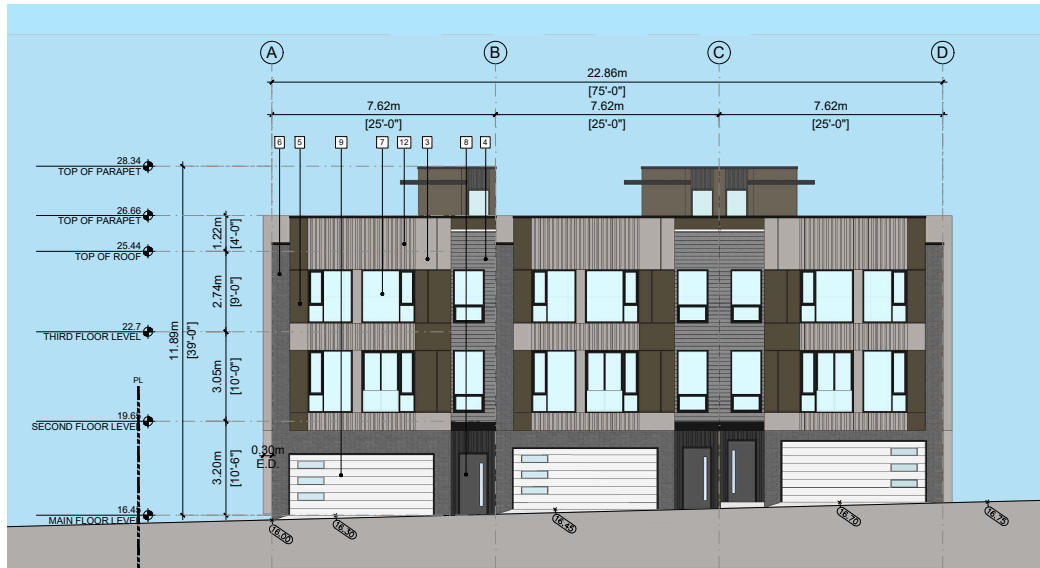 A B C D
22.86m
[75'-0"]
7.62m 7.62m 7.62m
[25'-0"] [25'-0"] [25'-0"]
6 5 9 7 12 3 8 4
28.34
TOP OF PARAPET
26.66
TOP OF PARAPET
1.22m
[4'-0"]
25.44
TOP OF ROOF
2.74m
[9'-0"]
11.89m
[39'-0"]
22.7
THIRD FLOOR LEVEL
3.05m
[10'-0"]
PL
19.65
SECOND FLOOR LEVEL
0.30m
E.D.
3.20m
[10'-6"]
16.45
MAIN FLOOR LEVEL
16.00 16.30 16.45 16.70 16.75